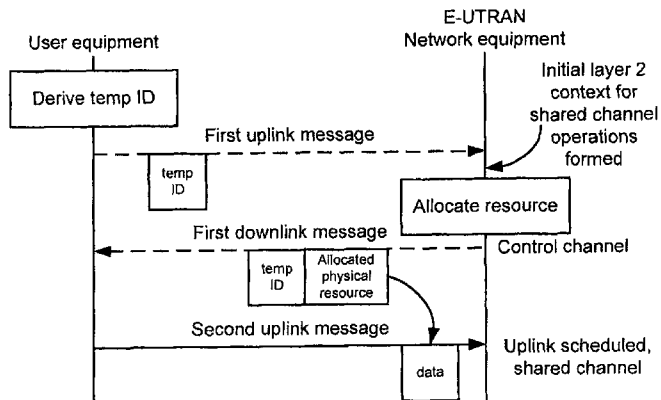 User equipment
E-UTRAN
Network equipment
Derive temp ID
Initial layer 2
context for
shared channel
operations
formed
First uplink message
temp
ID
Allocate resource
First downlink message
Control channel
temp
ID
Allocated
physical
resource
Second uplink message
Uplink scheduled,
shared channel
data